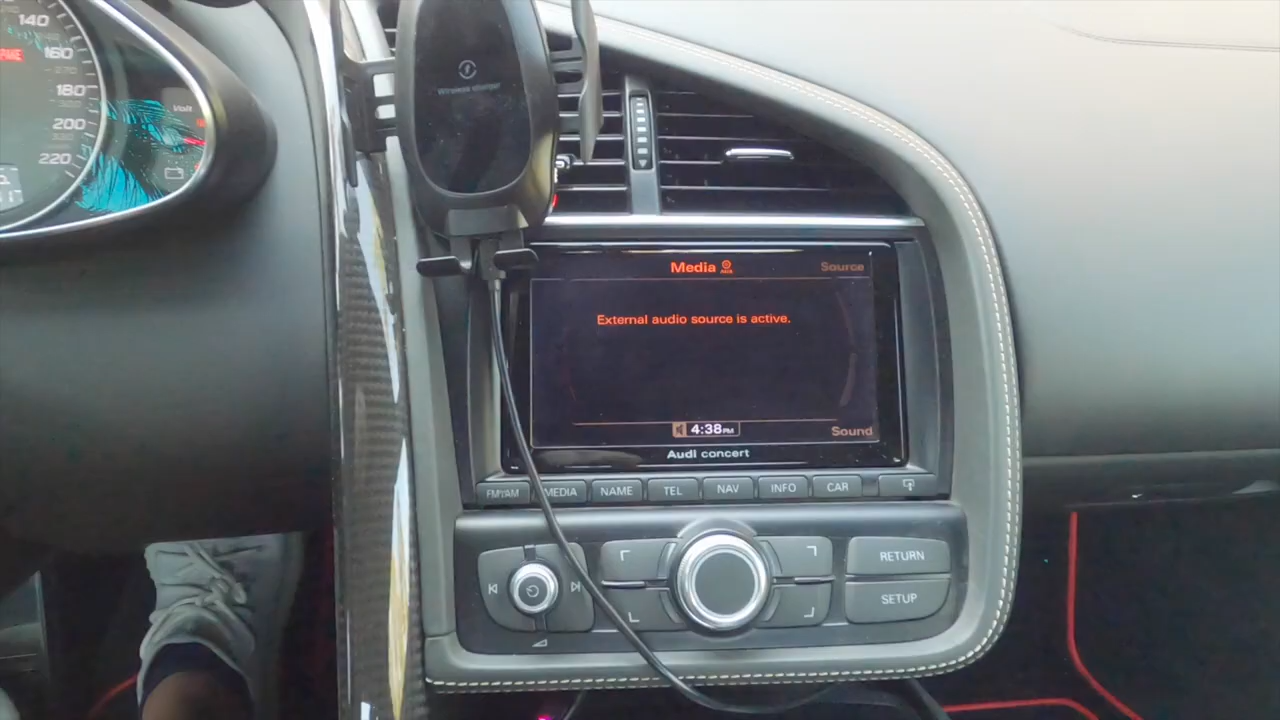 140
160
180
200
220
Volt
Wireless charger
Media
Source
External audio source is active.
4:38PM
Sound
Audi concert
FM/AM
MEDIA
NAME
TEL
NAV
INFO
CAR
RETURN
SETUP